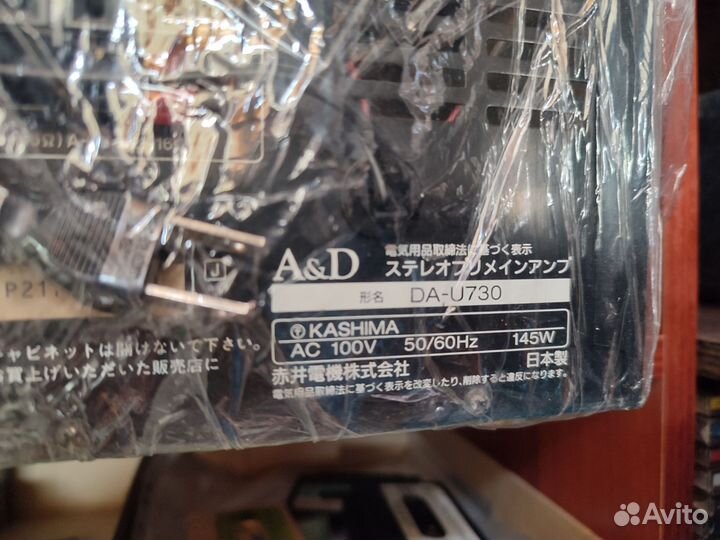 A&D
電気用品取締法に基づく表示
ステレオプリメインアンプ
形名 DA-U730
KASHIMA
AC 100V 50/60Hz 145W
赤井電機株式会社 日本製
電気用品取締法に基づく表示を改変したり、削除すると違反になります。
P21
ャビネットは開けないで下さい。
買上げいただいた販売店に
Avito